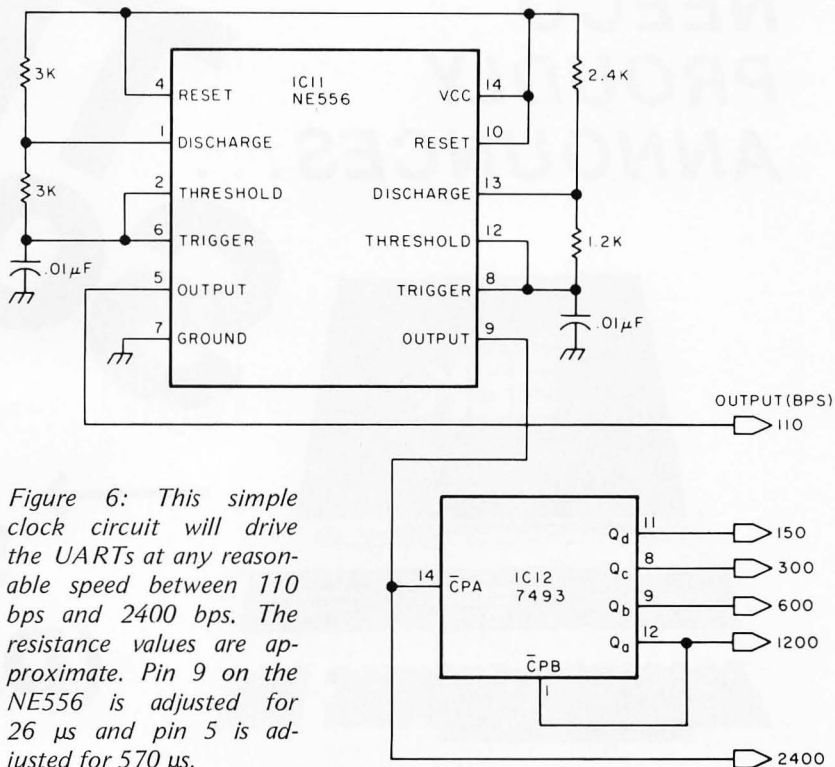 NEEDS
PROUDLY
ANNOUNCES
3K
3K
.01µF
4 RESET
1 DISCHARGE
2 THRESHOLD
6 TRIGGER
5 OUTPUT
7 GROUND
IC11
NE556
14 VCC
10 RESET
13 DISCHARGE
12 THRESHOLD
8 TRIGGER
9 OUTPUT
2.4K
1.2K
.01µF
OUTPUT(BPS)
110
14 C̅PA
IC12
7493
Qd 11 150
Qc 8 300
Qb 9 600
Qa 12 1200
C̅PB
1
2400
Figure 6: This simple
clock circuit will drive
the UARTs at any reason-
able speed between 110
bps and 2400 bps. The
resistance values are ap-
proximate. Pin 9 on the
NE556 is adjusted for
26 µs and pin 5 is ad-
justed for 570 µs.